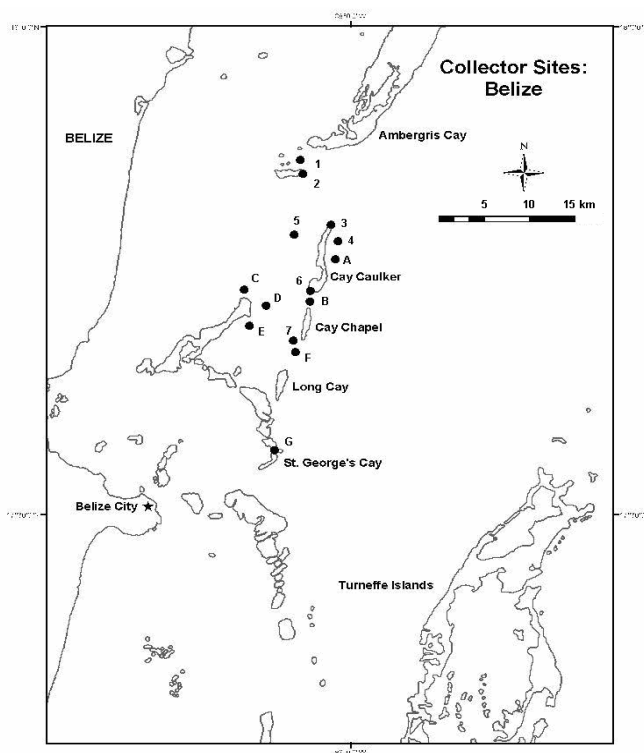 Collector Sites:
Belize
BELIZE
Ambergris Cay
N
1
2
0 5 10 15 km
3
5
4
A
Cay Caulker
C
6
D
B
E
Cay Chapel
7
F
Long Cay
G
St. George's Cay
Belize City
Turneffe Islands